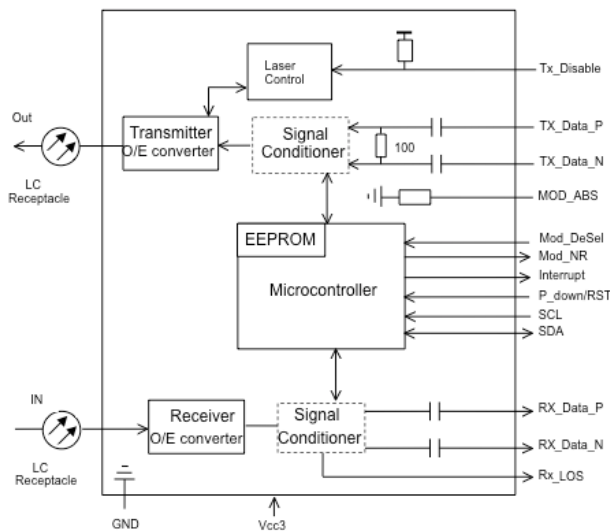 Laser
Control
Tx_Disable
Out
Transmitter
O/E converter
Signal
Conditioner
TX_Data_P
100
TX_Data_N
LC
Receptacle
MOD_ABS
EEPROM
Microcontroller
Mod_DeSel
Mod_NR
Interrupt
P_down/RST
SCL
SDA
IN
Receiver
O/E converter
Signal
Conditioner
RX_Data_P
RX_Data_N
Rx_LOS
LC
Receptacle
GND
Vcc3